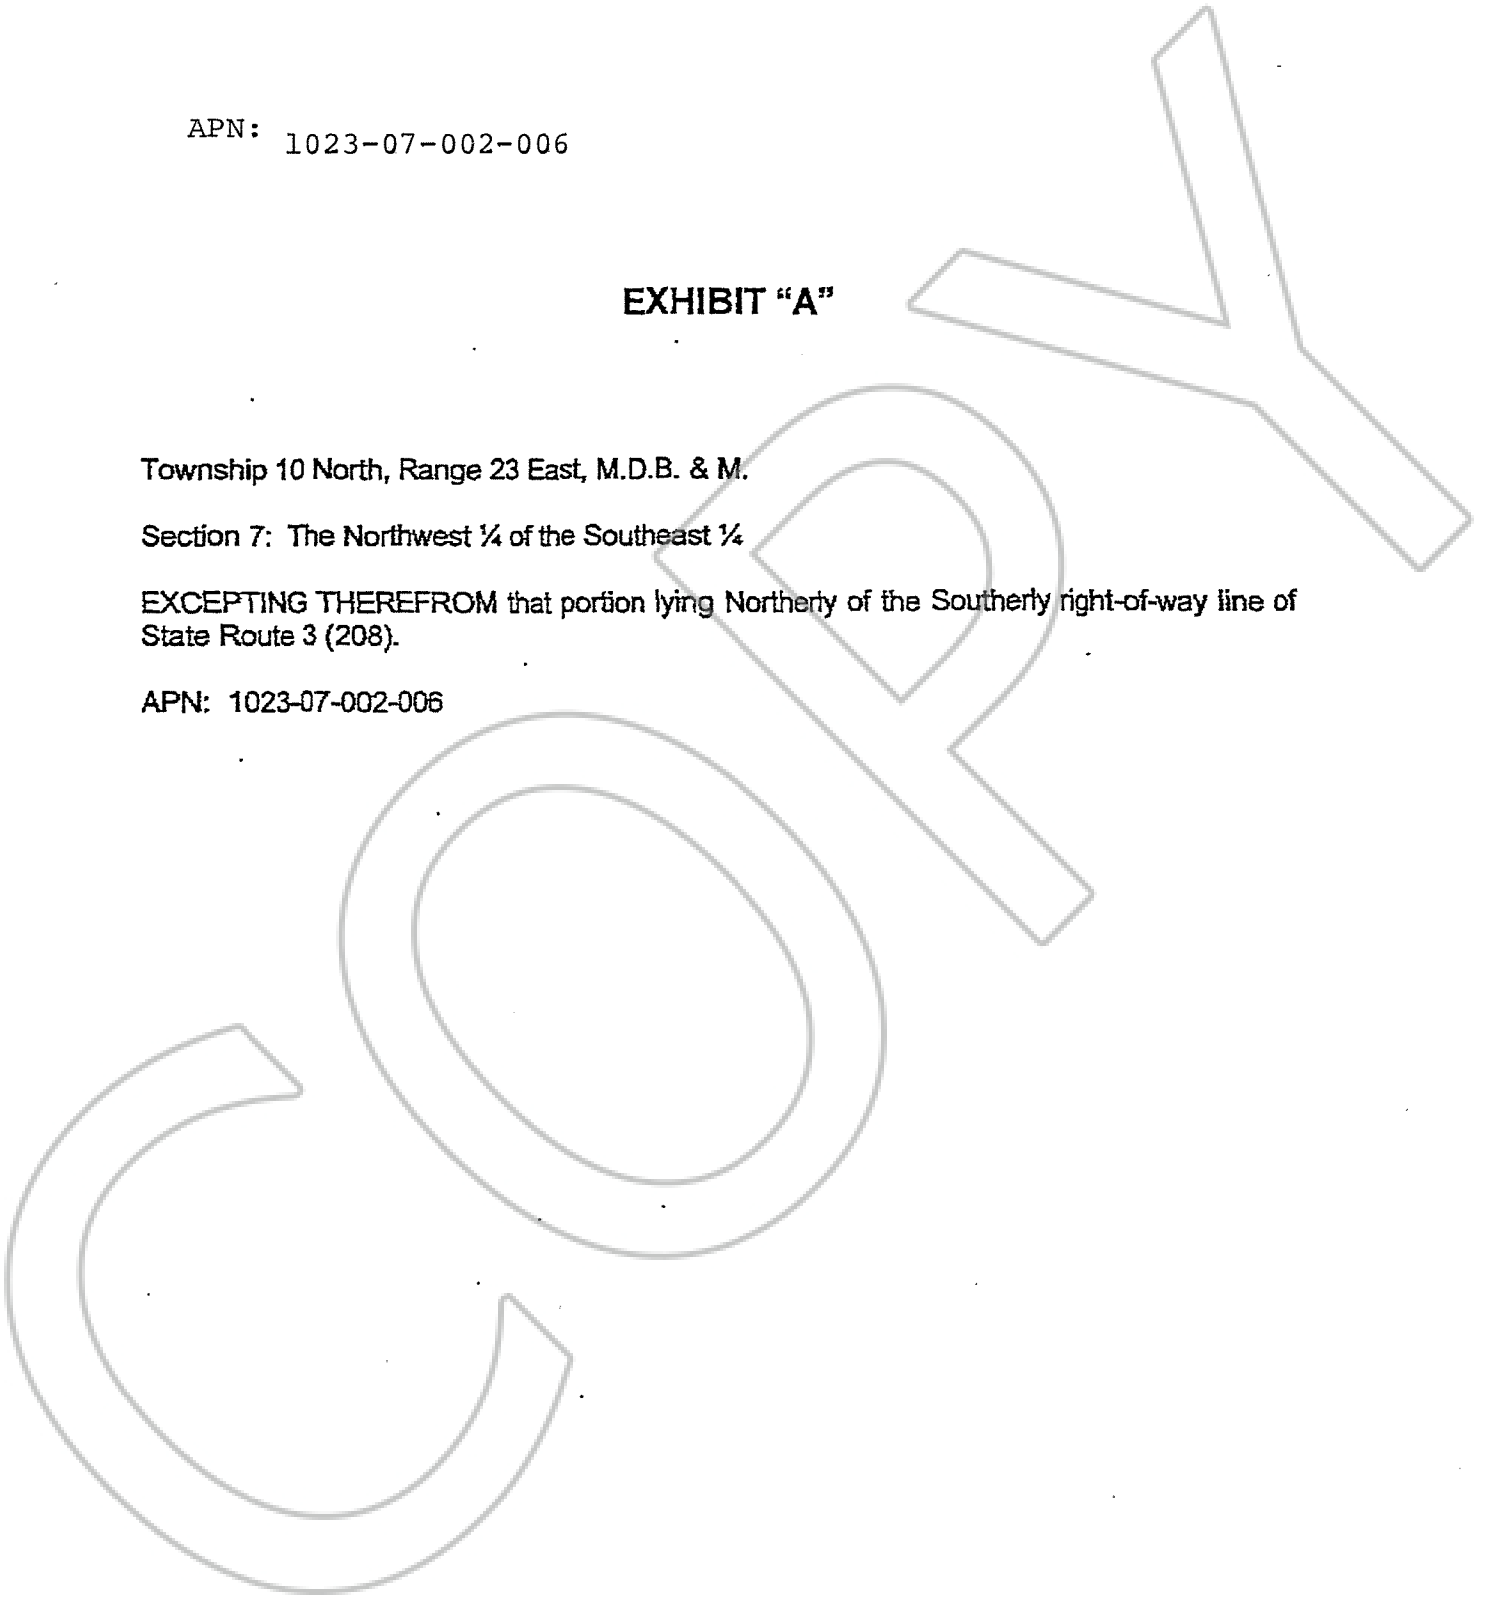 APN: 1023-07-002-006
EXHIBIT “A”
Township 10 North, Range 23 East, M.D.B. & M.
Section 7: The Northwest ¼ of the Southeast ¼
EXCEPTING THEREFROM that portion lying Northerly of the Southerly right-of-way line of
State Route 3 (208).
APN: 1023-07-002-006
COPY